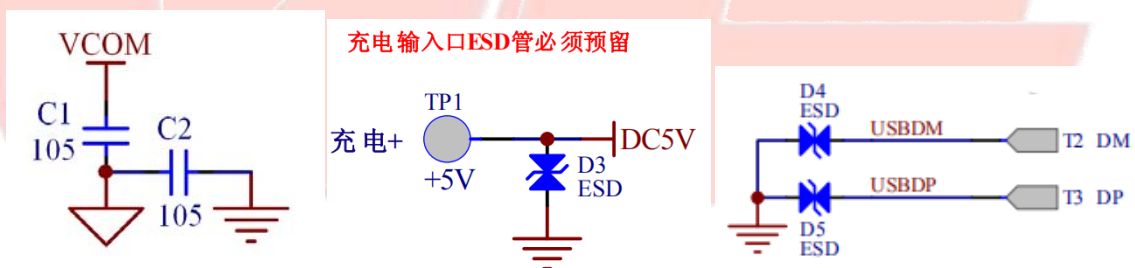 VCOM
C1
105
C2
105
充电输入口ESD管必须预留
TP1
充电+
+5V
DC5V
D3
ESD
D4
ESD
USBDM
T2 DM
USBDP
T3 DP
D5
ESD